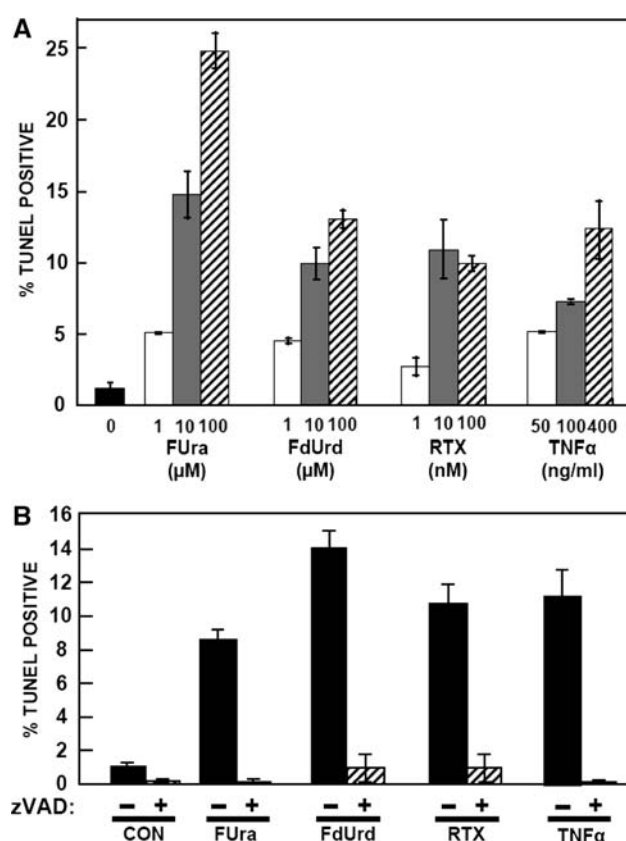 A
% TUNEL POSITIVE
25
20
15
10
5
0
0 1 10 100 1 10 100 1 10 100 50 100 400
FUra FdUrd RTX TNFα
(µM) (µM) (nM) (ng/ml)
B
% TUNEL POSITIVE
16
14
12
10
8
6
4
2
0
zVAD: − + − + − + − + − +
CON FUra FdUrd RTX TNFα